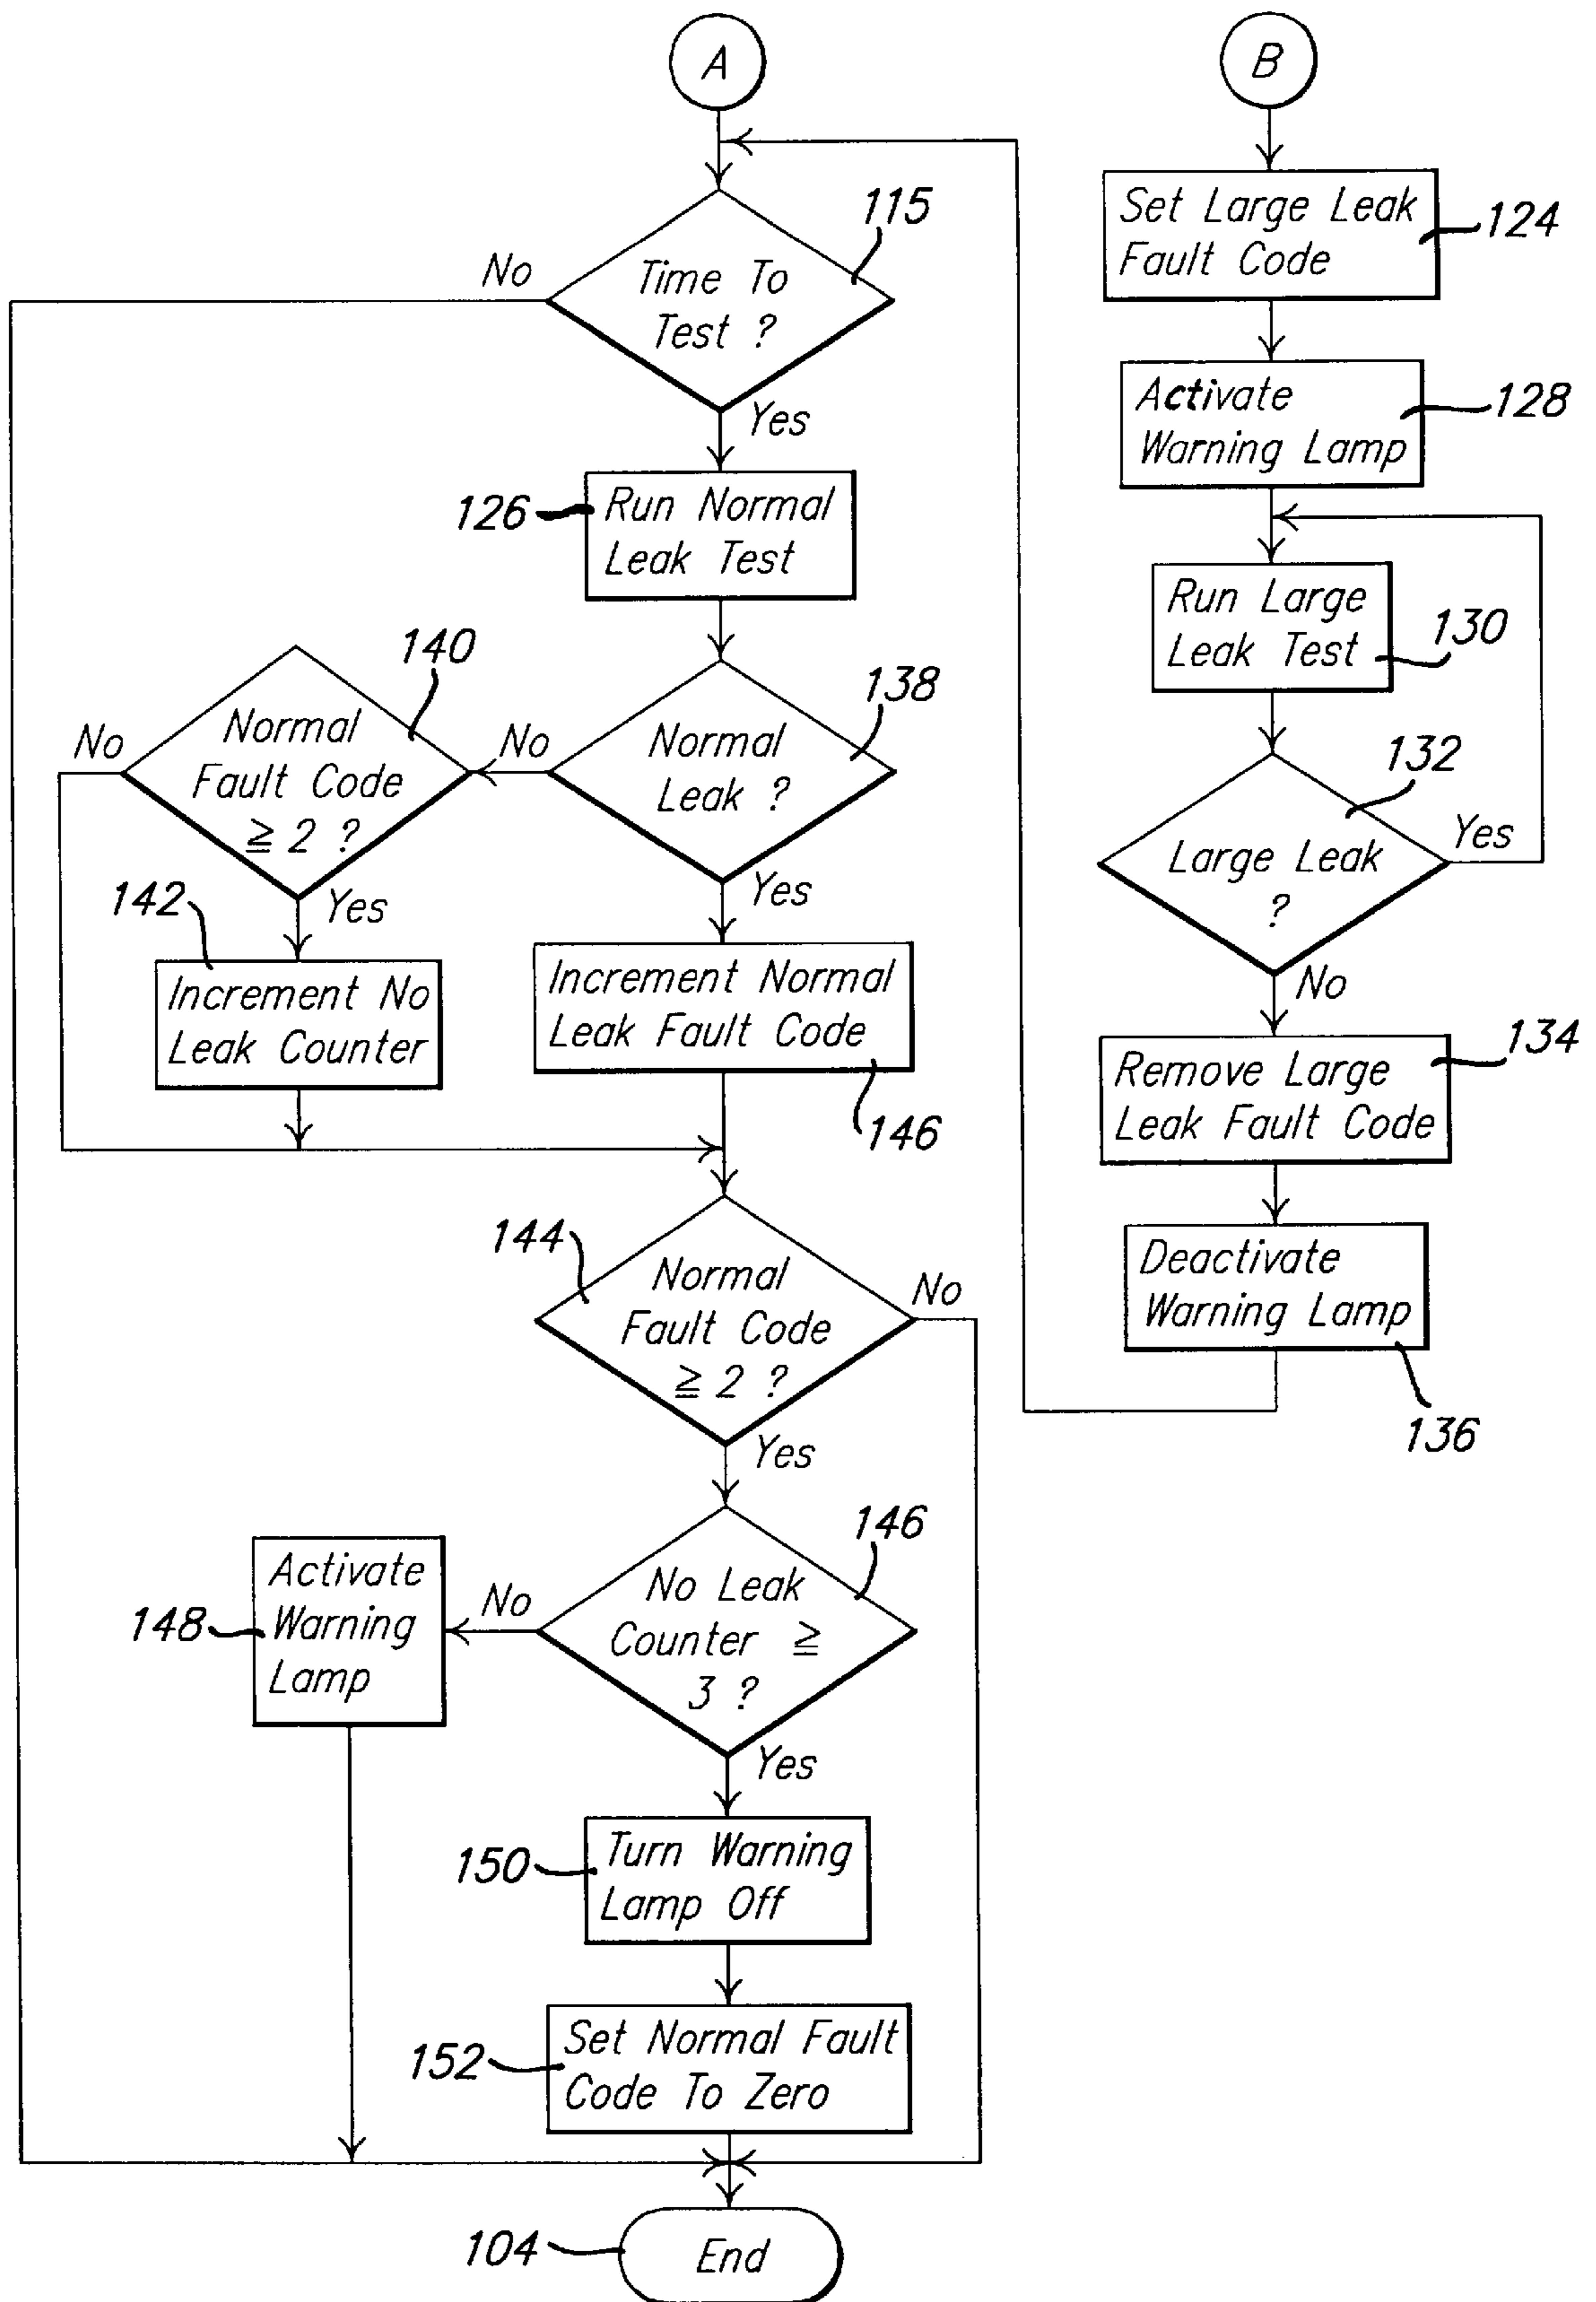 A
115
Time To
Test ?
No
Yes
126
Run Normal
Leak Test
138
Normal
Leak ?
No
Yes
140
Normal
Fault Code
≧ 2 ?
No
Yes
142
Increment No
Leak Counter
Increment Normal
Leak Fault Code
146
144
Normal
Fault Code
≧ 2 ?
No
Yes
146
No Leak
Counter ≧
3 ?
No
Yes
148
Activate
Warning
Lamp
150
Turn Warning
Lamp Off
152
Set Normal Fault
Code To Zero
104
End
B
Set Large Leak
Fault Code
124
Activate
Warning Lamp
128
Run Large
Leak Test
130
132
Large Leak
?
Yes
No
Remove Large
Leak Fault Code
134
Deactivate
Warning Lamp
136